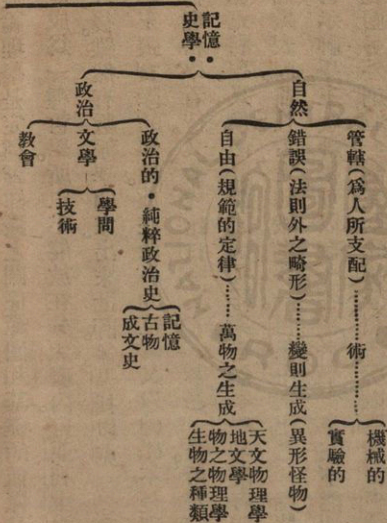 記憶・
史學・
自然
管轄(為人所支配)……術……
機械的
實驗的
錯誤(法則外之畸形)……變則生成(異形怪物)
自由(規範的定律)……萬物之生成
天文物理學
地文學
物之物理學
生物之種類
政治
政治的・純粹政治史
記憶
古物
成文史
文學
學問
技術
教會